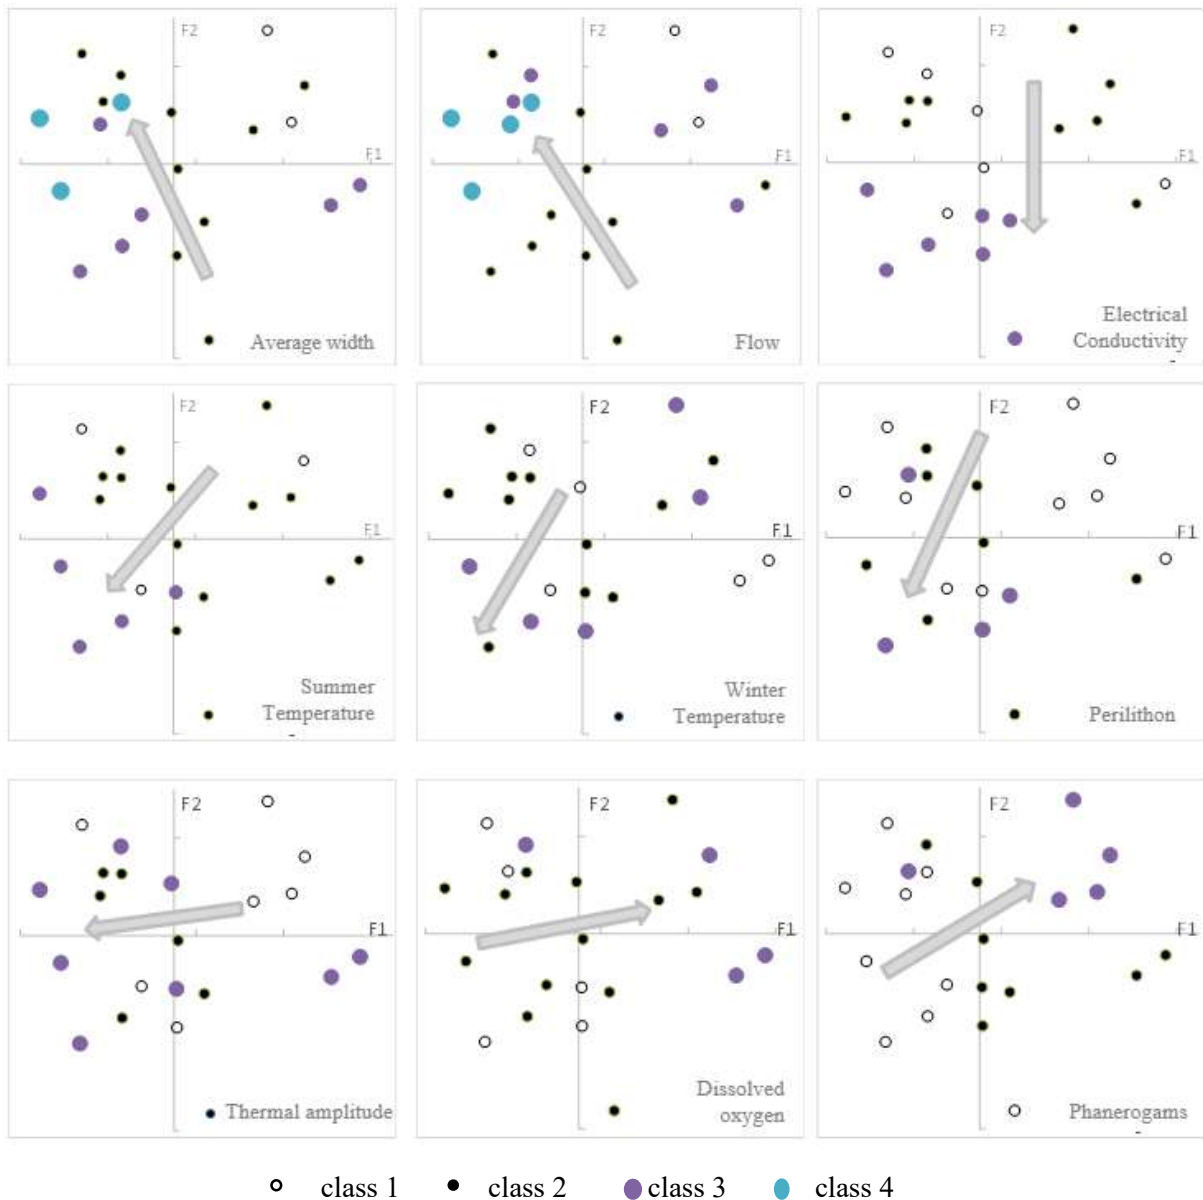 F2
F1
Average width
F2
F1
Flow
F2
F1
Electrical
Conductivity
F2
F1
Summer
Temperature
F2
F1
Winter
Temperature
F2
F1
Perilithon
F2
F1
Thermal amplitude
F2
F1
Dissolved
oxygen
F2
F1
Phanerogams
class 1 class 2 class 3 class 4